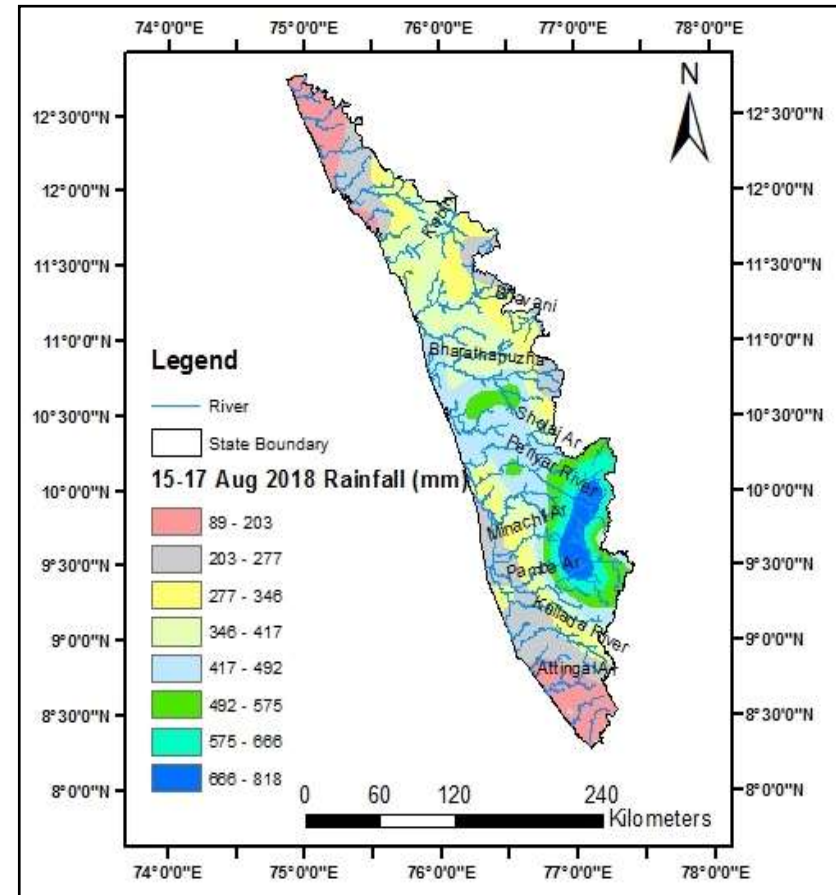 74°0'0"E 75°0'0"E 76°0'0"E 77°0'0"E 78°0'0"E
N
12°30'0"N 12°30'0"N
12°0'0"N 12°0'0"N
Kabini
11°30'0"N 11°30'0"N
Bhavani
11°0'0"N 11°0'0"N
Bharathapuzha
Legend
River
10°30'0"N 10°30'0"N
Sholai Ar
State Boundary
Periyar River
15-17 Aug 2018 Rainfall (mm)
10°0'0"N 10°0'0"N
89 - 203
Minachil Ar
203 - 277
9°30'0"N 9°30'0"N
Pamba Ar
277 - 346
Kallada River
346 - 417
9°0'0"N 9°0'0"N
417 - 492
Attingal Ar
492 - 575
8°30'0"N 8°30'0"N
575 - 666
666 - 818
8°0'0"N 8°0'0"N
0 60 120 240
Kilometers
74°0'0"E 75°0'0"E 76°0'0"E 77°0'0"E 78°0'0"E